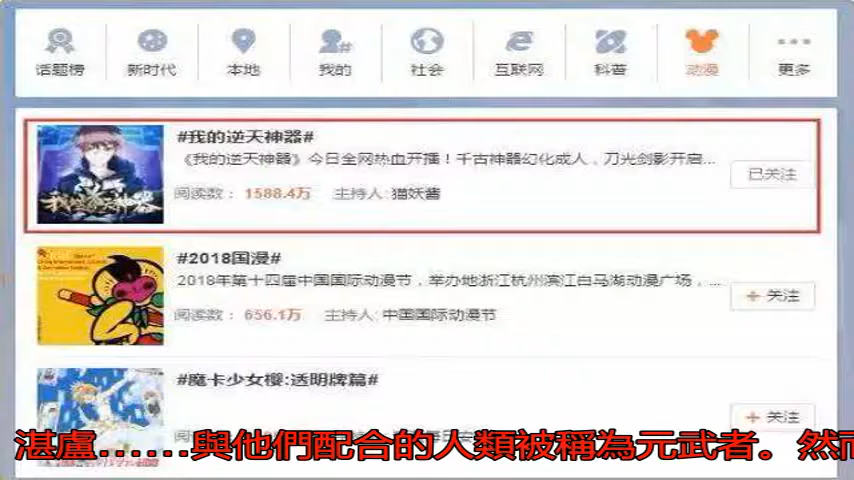 话题榜 新时代 本地 我的 社会 互联网 科普 动漫 更多
#我的逆天神器#
《我的逆天神器》今日全网热血开播！千古神器幻化成人，刀光剑影开启...
已关注
阅读数： 1588.4万 主持人: 猫妖酱
我的逆天神器
#2018国漫#
2018年第十四届中国国际动漫节，举办地浙江杭州滨江白马湖动漫广场，...
+ 关注
阅读数： 656.1万 主持人: 中国国际动漫节
#魔卡少女樱:透明牌篇#
+ 关注
湛盧……與他們配合的人類被稱為元武者。然而